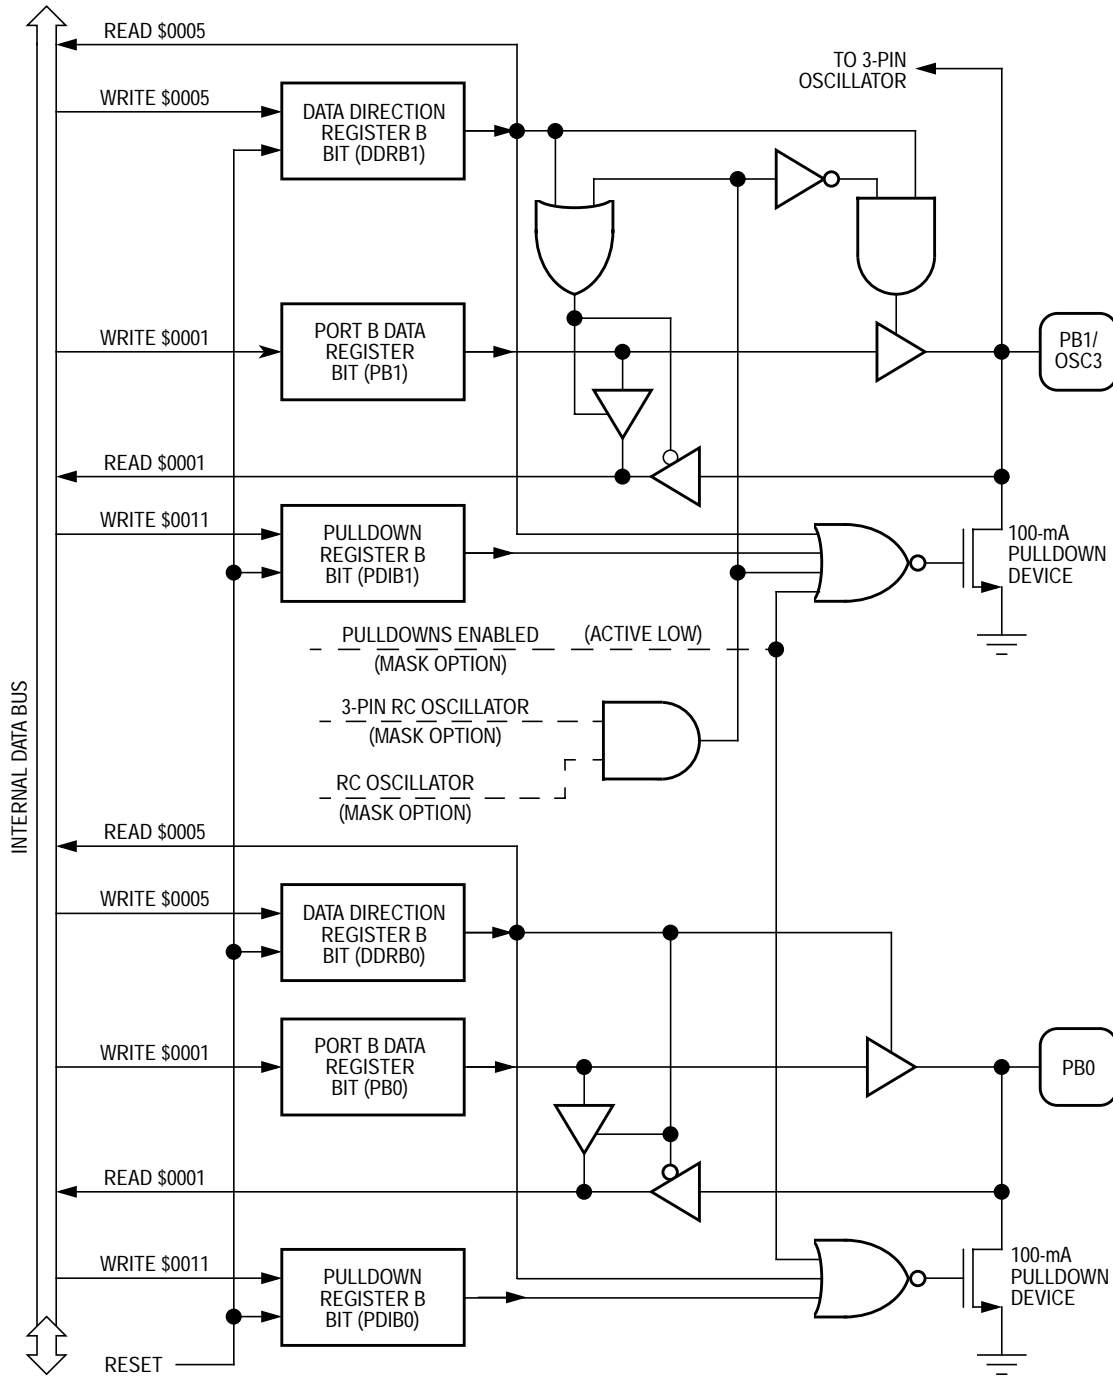 READ $0005
TO 3-PIN
OSCILLATOR
WRITE $0005
DATA DIRECTION
REGISTER B
BIT (DDRB1)
WRITE $0001
PORT B DATA
REGISTER
BIT (PB1)
PB1/
OSC3
READ $0001
WRITE $0011
PULLDOWN
REGISTER B
BIT (PDIB1)
100-mA
PULLDOWN
DEVICE
PULLDOWNS ENABLED (ACTIVE LOW)
(MASK OPTION)
3-PIN RC OSCILLATOR
(MASK OPTION)
RC OSCILLATOR
(MASK OPTION)
INTERNAL DATA BUS
READ $0005
WRITE $0005
DATA DIRECTION
REGISTER B
BIT (DDRB0)
WRITE $0001
PORT B DATA
REGISTER
BIT (PB0)
PB0
READ $0001
WRITE $0011
PULLDOWN
REGISTER B
BIT (PDIB0)
100-mA
PULLDOWN
DEVICE
RESET